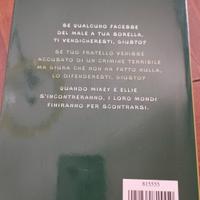 SE QUALCUNO FACESSE
DEL MALE A TUA SORELLA,
TI VENDICHERESTI, GIUSTO?
SE TUO FRATELLO VENISSE
ACCUSATO DI UN CRIMINE TERRIBILE
MA GIURA CHE NON HA FATTO NULLA,
LO DIFENDERESTI, GIUSTO?
QUANDO MIKEY E ELLIE
S'INCONTRERANNO, I LORO MONDI
FINIRANNO PER SCONTRARSI.
815555